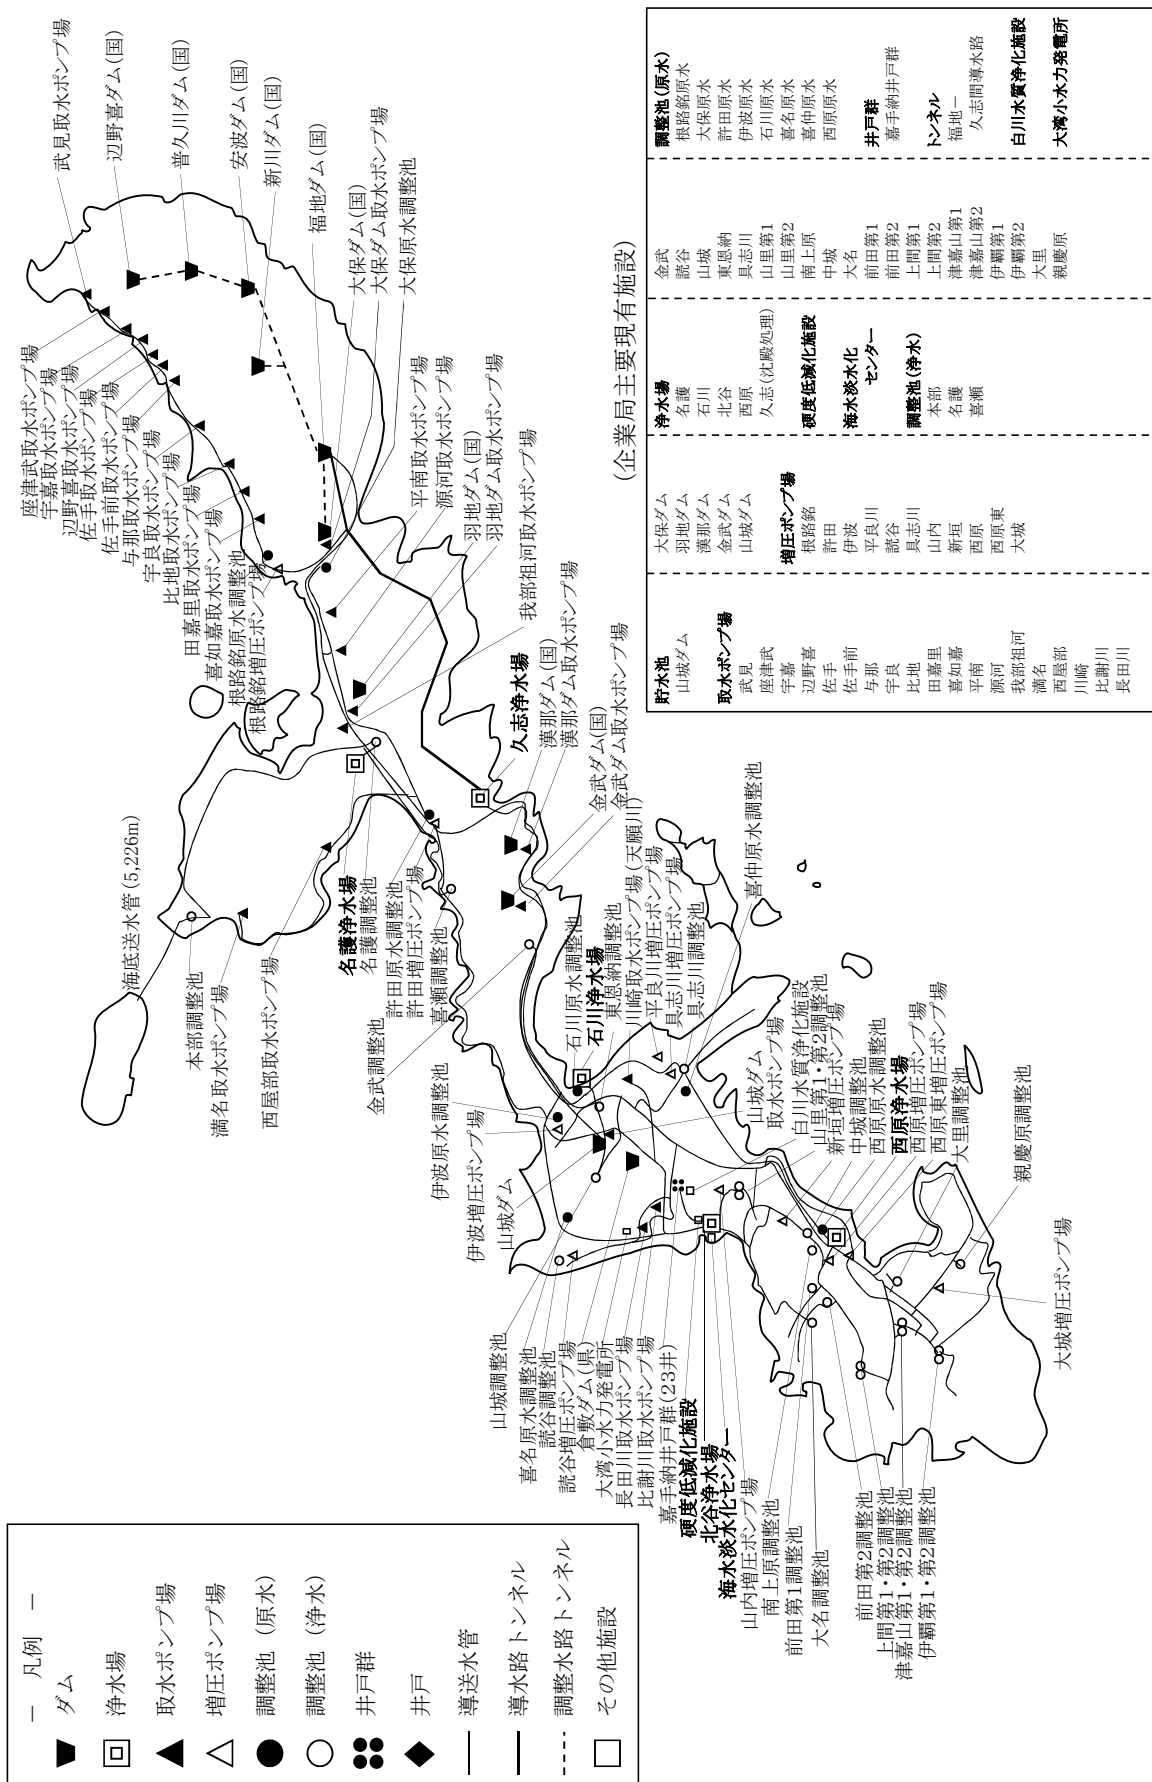 武見取水ポンプ場
辺野喜ダム(国)
普久川ダム(国)
安波ダム(国)
新川ダム(国)
福地ダム(国)
大保ダム(国)
大保ダム取水ポンプ場
大保原水調整池
座津武取水ポンプ場
宇嘉取水ポンプ場
辺野喜取水ポンプ場
佐手取水ポンプ場
佐手前取水ポンプ場
与那取水ポンプ場
宇良取水ポンプ場
比地取水ポンプ場
田嘉里取水ポンプ場
喜如嘉取水ポンプ場
根路銘原水調整池
根路銘増圧ポンプ場
平南取水ポンプ場
源河取水ポンプ場
羽地ダム(国)
羽地ダム取水ポンプ場
我部祖河取水ポンプ場
久志浄水場
漢那ダム(国)
漢那ダム取水ポンプ場
金武ダム(国)
金武ダム取水ポンプ場
海底送水管(5,226m)
本部調整池
満名取水ポンプ場
西屋部取水ポンプ場
名護浄水場
名護調整池
許田原水調整池
許田増圧ポンプ場
喜瀬調整池
金武調整池
伊波原水調整池
伊波増圧ポンプ場
山城ダム
石川原水調整池
石川浄水場
東恩納調整池
川崎取水ポンプ場(天願川)
平良川増圧ポンプ場
具志川増圧ポンプ場
具志川調整池
喜仲原水調整池
山城ダム
取水ポンプ場
白川水質浄化施設
山里第1・第2調整池
新垣増圧ポンプ場
中城調整池
西原原水調整池
西原浄水場
西原増圧ポンプ場
西原東増圧ポンプ場
大里調整池
親慶原調整池
大城増圧ポンプ場
山城調整池
喜名原水調整池
読谷調整池
読谷増圧ポンプ場
倉敷ダム(県)
大湾小水力発電所
長田川取水ポンプ場
比謝川取水ポンプ場
嘉手納井戸群(23井)
硬度低減化施設
北谷浄水場
海水淡水化センター
山内増圧ポンプ場
南上原調整池
前田第1調整池
大名調整池
前田第2調整池
上間第1・第2調整池
津嘉山第1・第2調整池
伊覇第1・第2調整池
― 凡例 ―
ダム
浄水場
取水ポンプ場
増圧ポンプ場
調整池 (原水)
調整池 (浄水)
井戸群
井戸
導送水管
導水路トンネル
調整水路トンネル
その他施設
(企業局主要現有施設)
貯水池
山城ダム
取水ポンプ場
武見
座津武
宇嘉
辺野喜
佐手
佐手前
与那
宇良
比地
田嘉里
喜如嘉
平南
源河
我部祖河
満名
西屋部
川崎
比謝川
長田川
大保ダム
羽地ダム
漢那ダム
金武ダム
山城ダム
増圧ポンプ場
根路銘
許田
伊波
平良川
読谷
具志川
山内
新垣
西原
西原東
大城
浄水場
名護
石川
北谷
西原
久志(沈殿処理)
硬度低減化施設
海水淡水化
センター
調整池(浄水)
本部
名護
喜瀬
金武
読谷
山城
東恩納
具志川
山里第1
山里第2
南上原
中城
大名
前田第1
前田第2
上間第1
上間第2
津嘉山第1
津嘉山第2
伊覇第1
伊覇第2
大里
親慶原
調整池(原水)
根路銘原水
大保原水
許田原水
伊波原水
石川原水
喜名原水
喜仲原水
西原原水
井戸群
嘉手納井戸群
トンネル
福地―
久志間導水路
白川水質浄化施設
大湾小水力発電所